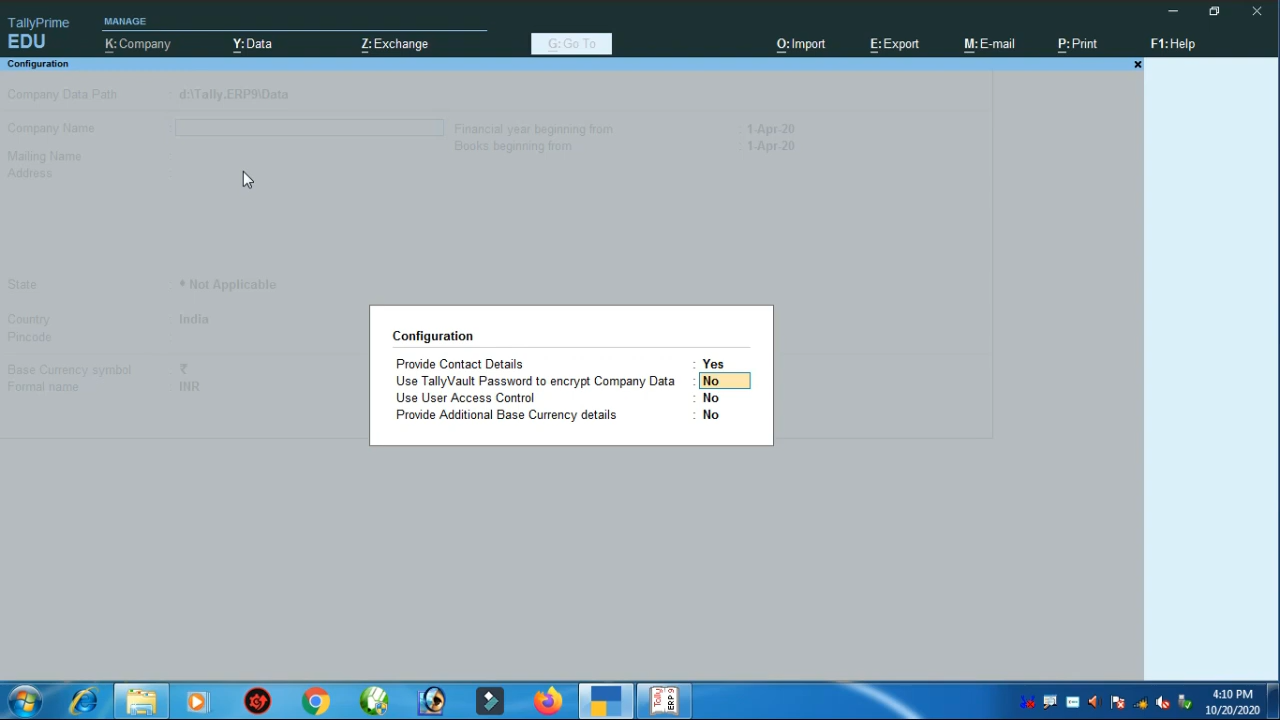 TallyPrime
EDU
MANAGE
K: Company
Y: Data
Z: Exchange
G: Go To
O: Import
E: Export
M: E-mail
P: Print
F1: Help
Configuration
Company Data Path : d:\Tally.ERP9\Data
Company Name
Financial year beginning from : 1-Apr-20
Books beginning from : 1-Apr-20
Mailing Name
Address
State : ♦ Not Applicable
Country India
Pincode
Base Currency symbol ₹
Formal name INR
Configuration
Provide Contact Details : Yes
Use TallyVault Password to encrypt Company Data : No
Use User Access Control : No
Provide Additional Base Currency details : No
Tally
ERP 9
4:10 PM
10/20/2020